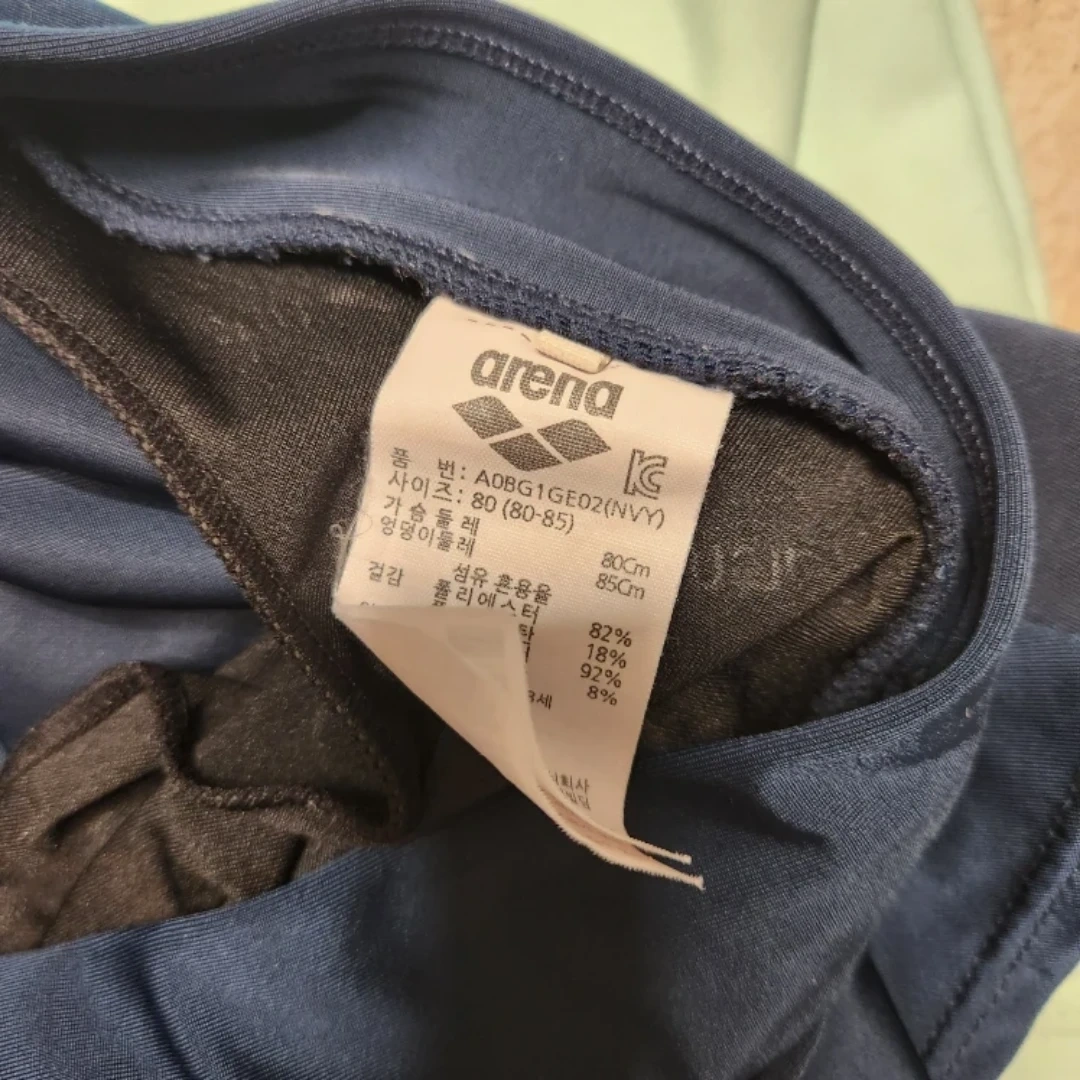 arena
품 번: A0BG1GE02(NVY)
사이즈: 80 (80-85)
가슴둘레 80Cm
엉덩이둘레 85Cm
섬유 혼용율
겉감 폴리에스터 82%
18%
92%
8%